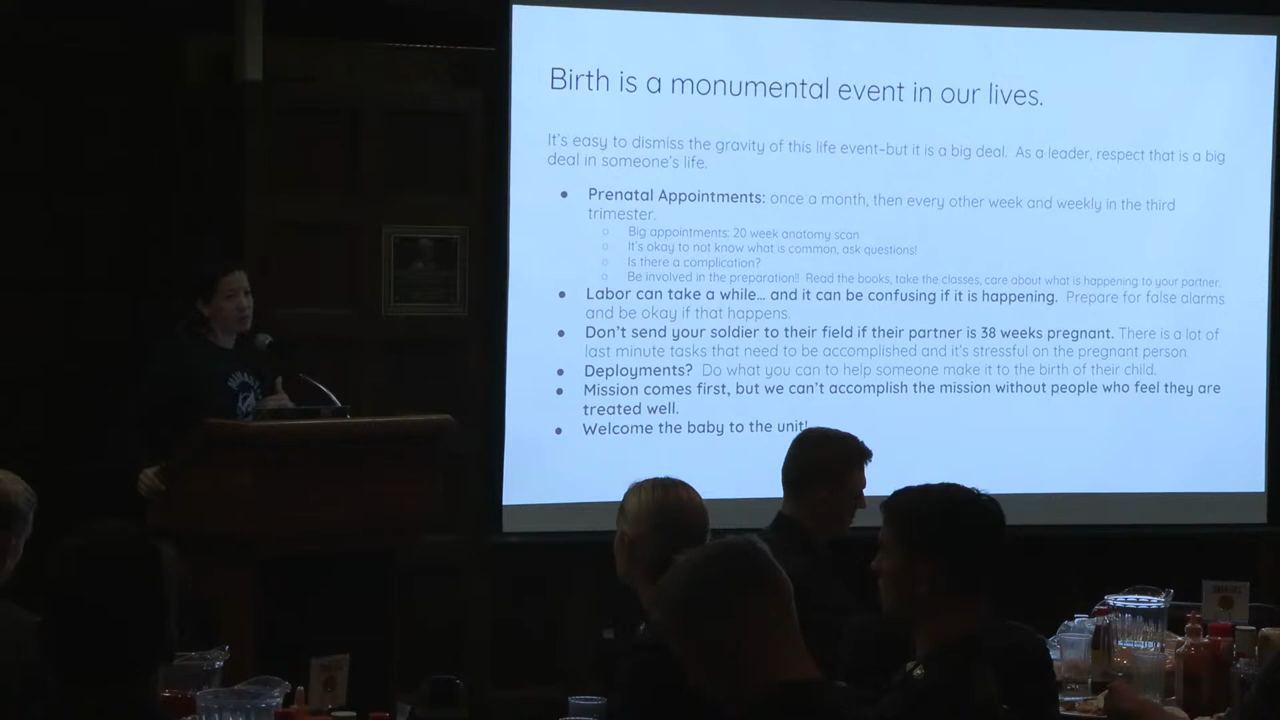 Birth is a monumental event in our lives.
It's easy to dismiss the gravity of this life event–but it is a big deal. As a leader, respect that is a big
deal in someone's life.
● Prenatal Appointments: once a month, then every other week and weekly in the third
trimester.
○ Big appointments: 20 week anatomy scan
○ It's okay to not know what is common, ask questions!
○ Is there a complication?
○ Be involved in the preparation!! Read the books, take the classes, care about what is happening to your partner.
● Labor can take a while... and it can be confusing if it is happening. Prepare for false alarms
and be okay if that happens.
● Don't send your soldier to their field if their partner is 38 weeks pregnant. There is a lot of
last minute tasks that need to be accomplished and it's stressful on the pregnant person.
● Deployments? Do what you can to help someone make it to the birth of their child.
● Mission comes first, but we can't accomplish the mission without people who feel they are
treated well.
● Welcome the baby to the unit!